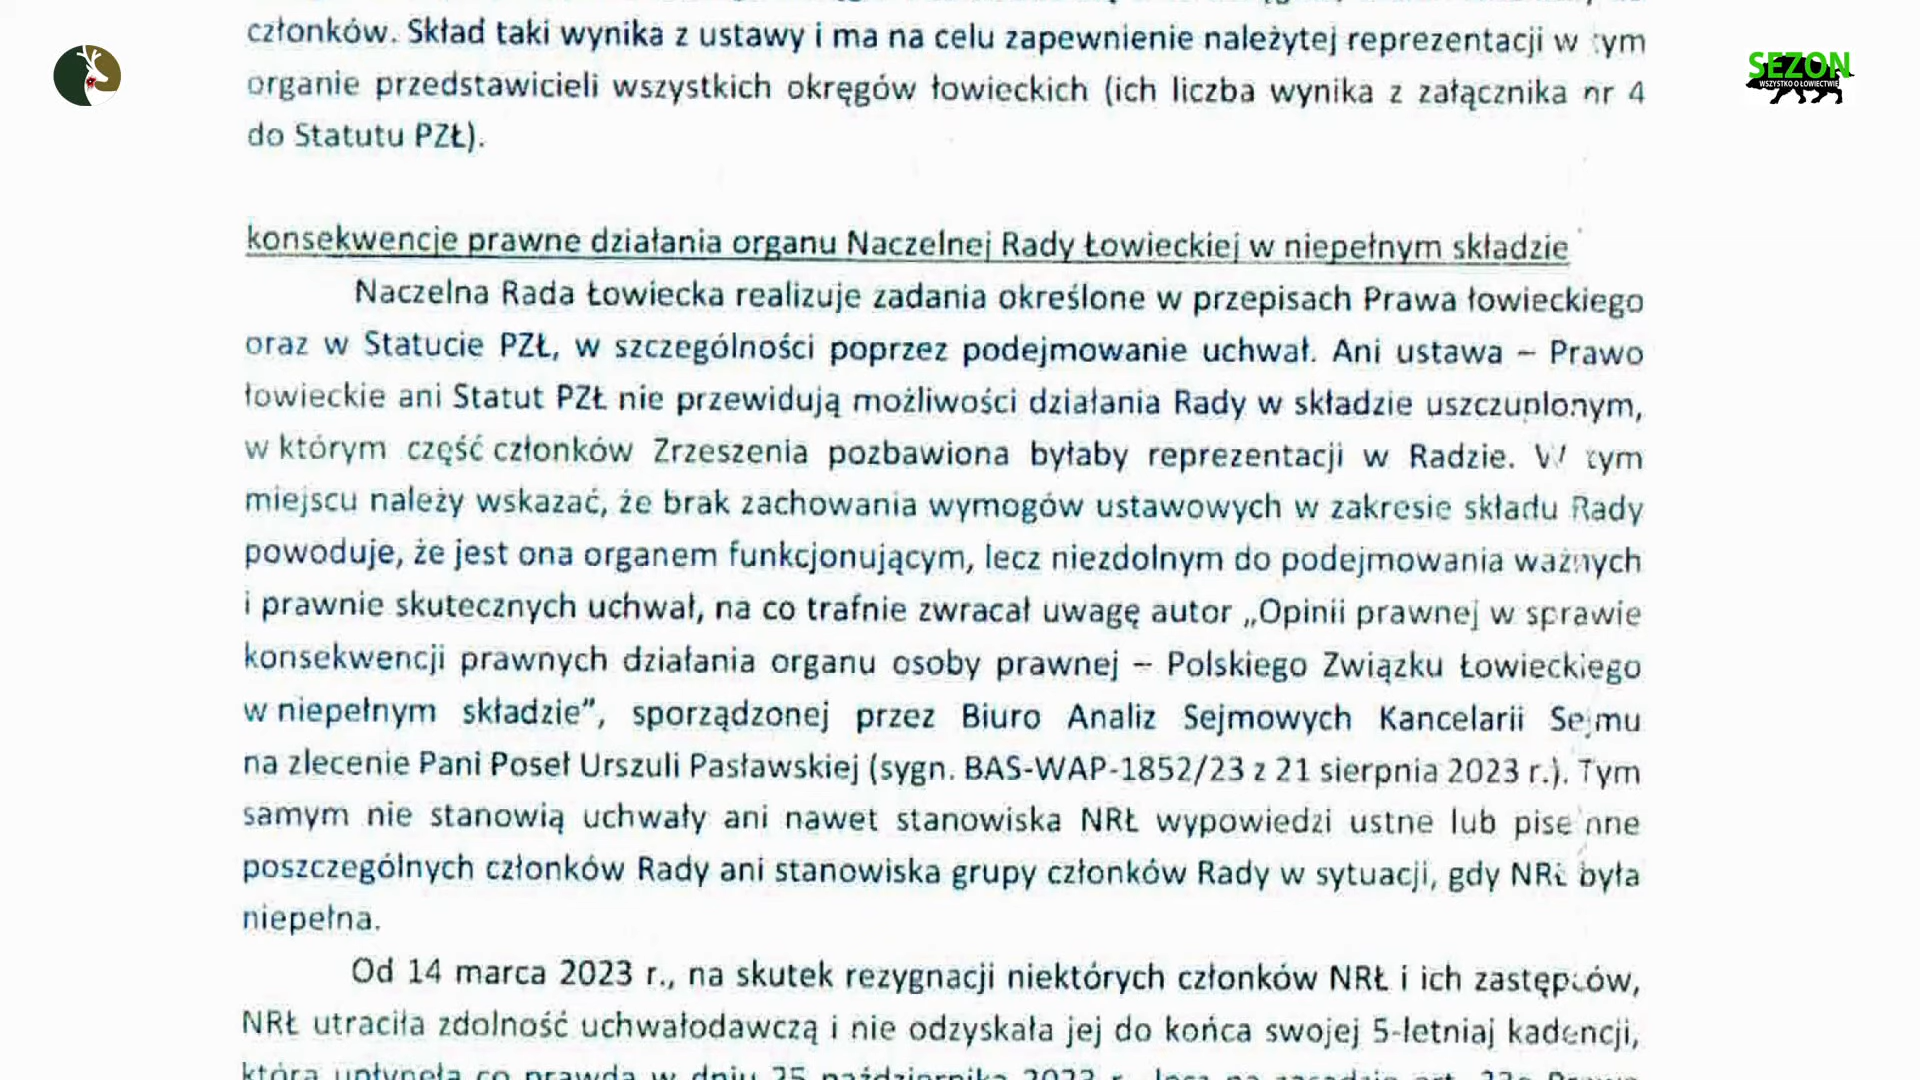 członków. Skład taki wynika z ustawy i ma na celu zapewnienie należytej reprezentacji w tym
organie przedstawicieli wszystkich okręgów łowieckich (ich liczba wynika z załącznika nr 4
do Statutu PZŁ).
SEZON
WSZYSTKO O ŁOWIECTWIE
konsekwencje prawne działania organu Naczelnej Rady Łowieckiej w niepełnym składzie
Naczelna Rada Łowiecka realizuje zadania określone w przepisach Prawa łowieckiego
oraz w Statucie PZŁ, w szczególności poprzez podejmowanie uchwał. Ani ustawa – Prawo
łowieckie ani Statut PZŁ nie przewidują możliwości działania Rady w składzie uszczuplonym,
w którym część członków Zrzeszenia pozbawiona byłaby reprezentacji w Radzie. W tym
miejscu należy wskazać, że brak zachowania wymogów ustawowych w zakresie składu Rady
powoduje, że jest ona organem funkcjonującym, lecz niezdolnym do podejmowania ważnych
i prawnie skutecznych uchwał, na co trafnie zwracał uwagę autor „Opinii prawnej w sprawie
konsekwencji prawnych działania organu osoby prawnej – Polskiego Związku Łowieckiego
w niepełnym składzie”, sporządzonej przez Biuro Analiz Sejmowych Kancelarii Sejmu
na zlecenie Pani Poseł Urszuli Pasławskiej (sygn. BAS-WAP-1852/23 z 21 sierpnia 2023 r.). Tym
samym nie stanowią uchwały ani nawet stanowiska NRŁ wypowiedzi ustne lub pisemne
poszczególnych członków Rady ani stanowiska grupy członków Rady w sytuacji, gdy NRŁ była
niepełna.
Od 14 marca 2023 r., na skutek rezygnacji niektórych członków NRŁ i ich zastępców,
NRŁ utraciła zdolność uchwałodawczą i nie odzyskała jej do końca swojej 5-letniaj kadencji,
która upłynęła co prawda w dniu 25 października 2023 r.